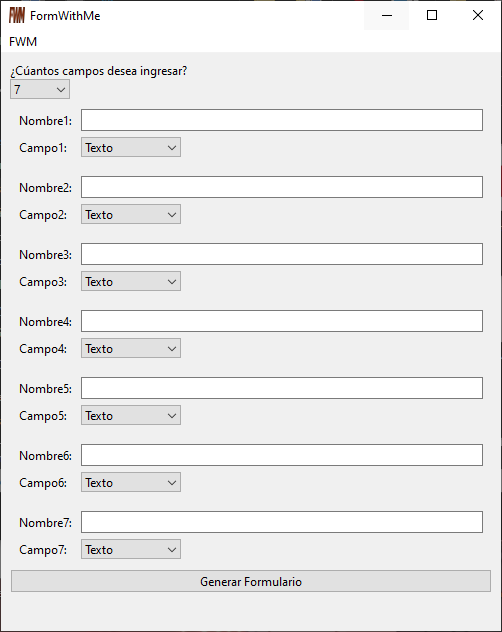 FWM FormWithMe
FWM
¿Cúantos campos desea ingresar?
7
Nombre1:
Campo1: Texto
Nombre2:
Campo2: Texto
Nombre3:
Campo3: Texto
Nombre4:
Campo4: Texto
Nombre5:
Campo5: Texto
Nombre6:
Campo6: Texto
Nombre7:
Campo7: Texto
Generar Formulario